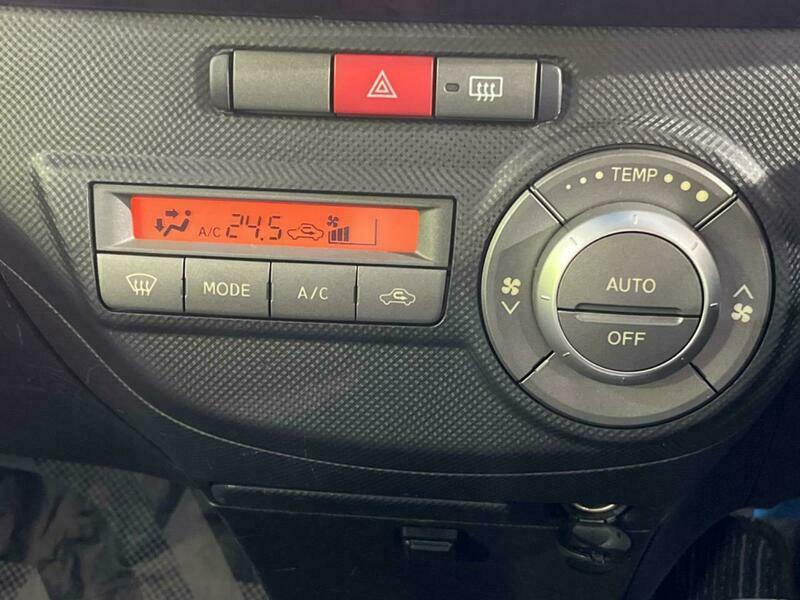 TEMP
A/C 24.5
MODE
A/C
AUTO
OFF